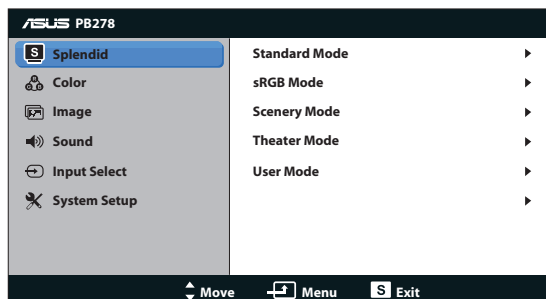 ASUS PB278
S Splendid
Color
Image
Sound
Input Select
System Setup
Standard Mode
sRGB Mode
Scenery Mode
Theater Mode
User Mode
Move Menu S Exit